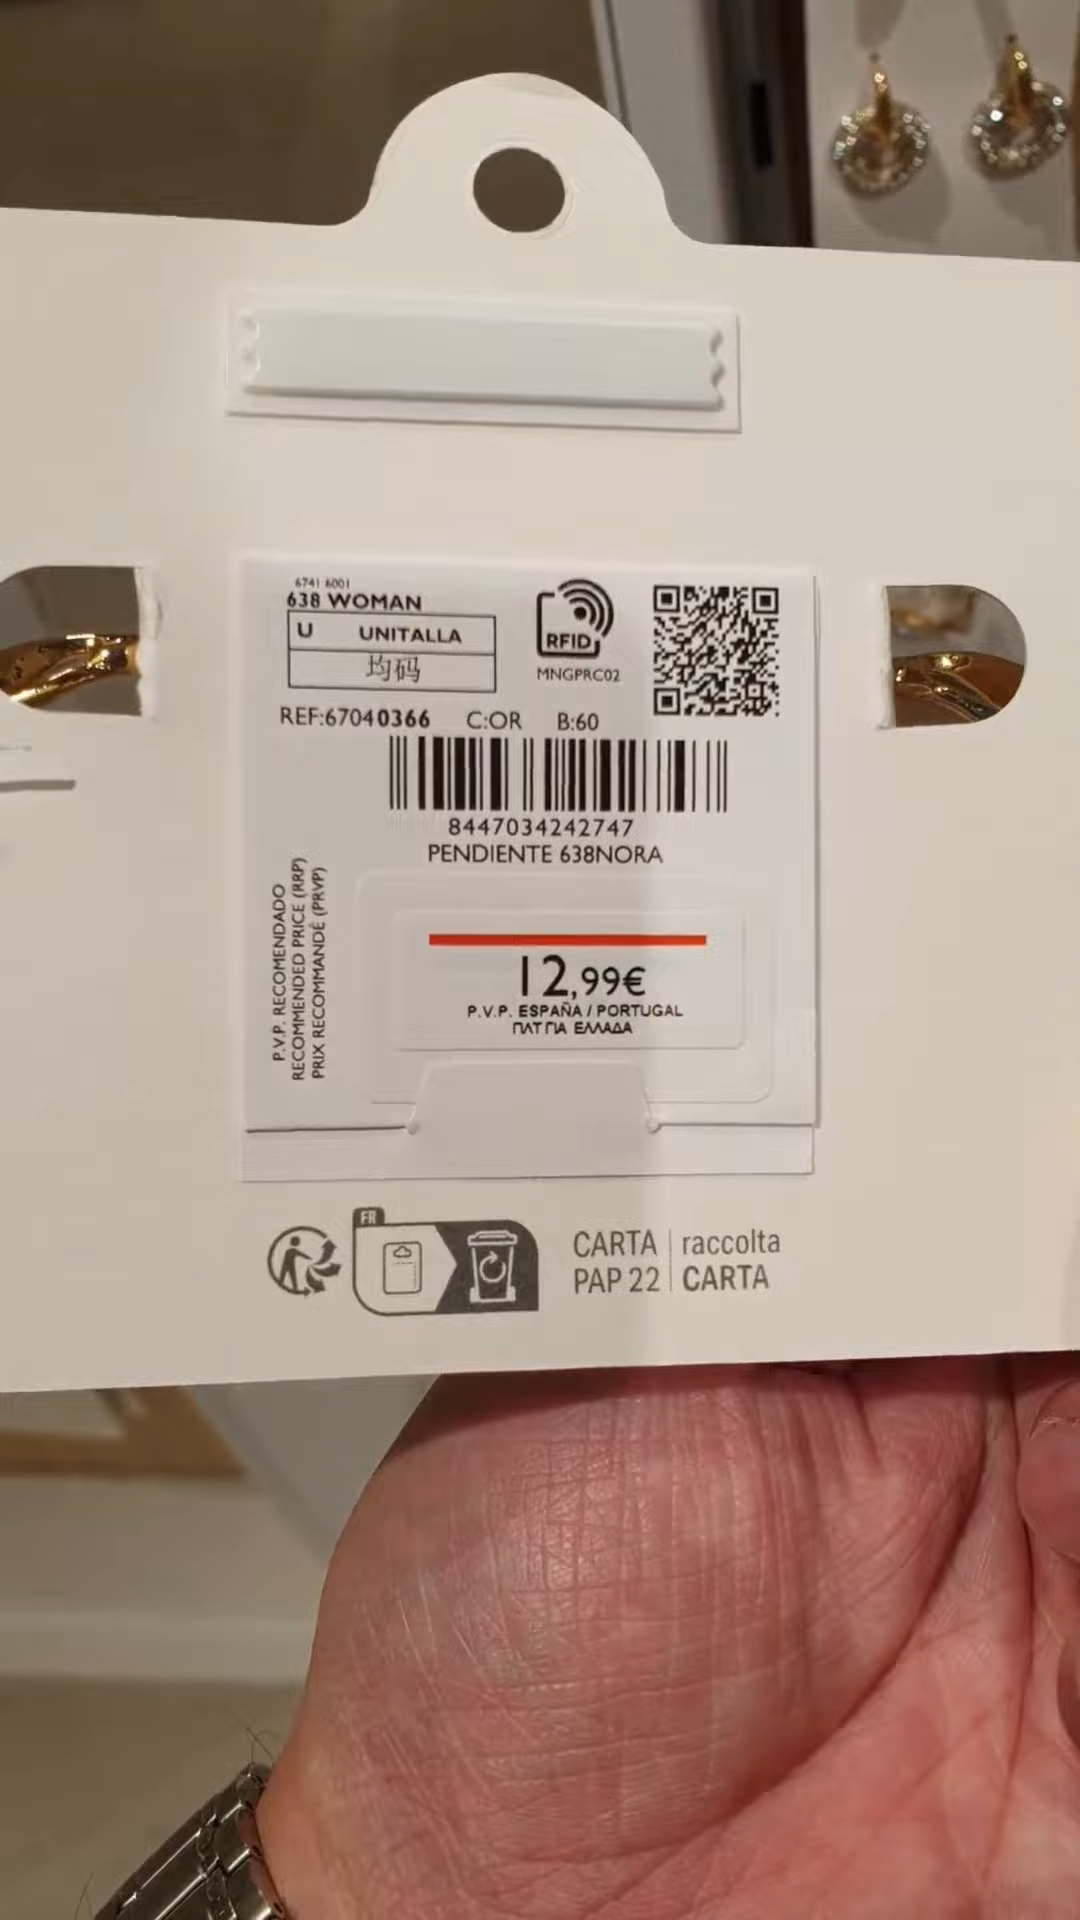 6741 6001
638 WOMAN
U UNITALLA
均码
RFID
MNGPRC02
REF:67040366 C:OR B:60
8447034242747
PENDIENTE 638NORA
P.V.P. RECOMENDADO
RECOMMENDED PRICE (RRP)
PRIX RECOMMANDÉ (PRVP)
12,99€
P.V.P. ESPAÑA / PORTUGAL
ΠΛΤ ΓΙΑ ΕΛΛΑΔΑ
FR
CARTA raccolta
PAP 22 CARTA